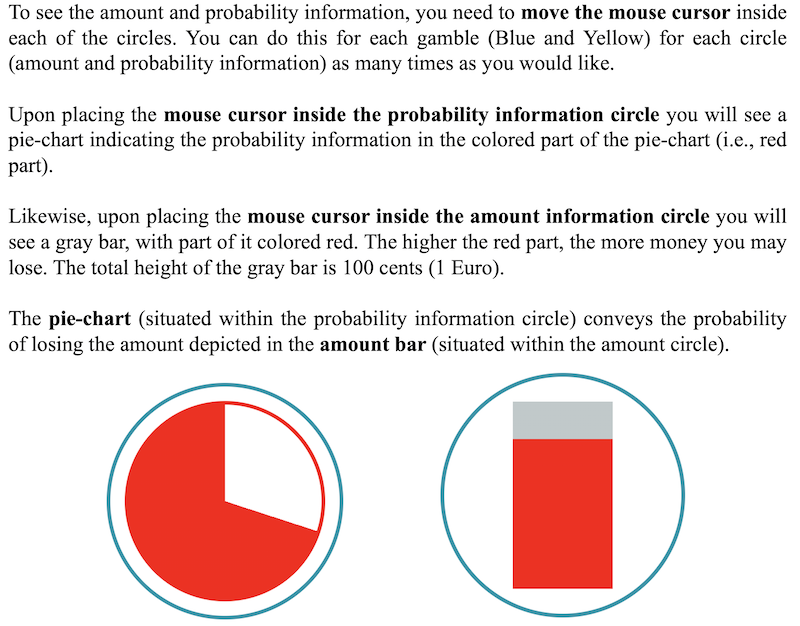 To see the amount and probability information, you need to move the mouse cursor inside
each of the circles. You can do this for each gamble (Blue and Yellow) for each circle
(amount and probability information) as many times as you would like.
Upon placing the mouse cursor inside the probability information circle you will see a
pie-chart indicating the probability information in the colored part of the pie-chart (i.e., red
part).
Likewise, upon placing the mouse cursor inside the amount information circle you will
see a gray bar, with part of it colored red. The higher the red part, the more money you may
lose. The total height of the gray bar is 100 cents (1 Euro).
The pie-chart (situated within the probability information circle) conveys the probability
of losing the amount depicted in the amount bar (situated within the amount circle).